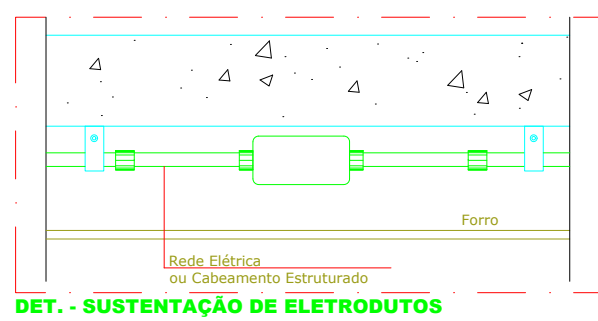 Forro
Rede Elétrica
ou Cabeamento Estruturado
DET. - SUSTENTAÇÃO DE ELETRODUTOS